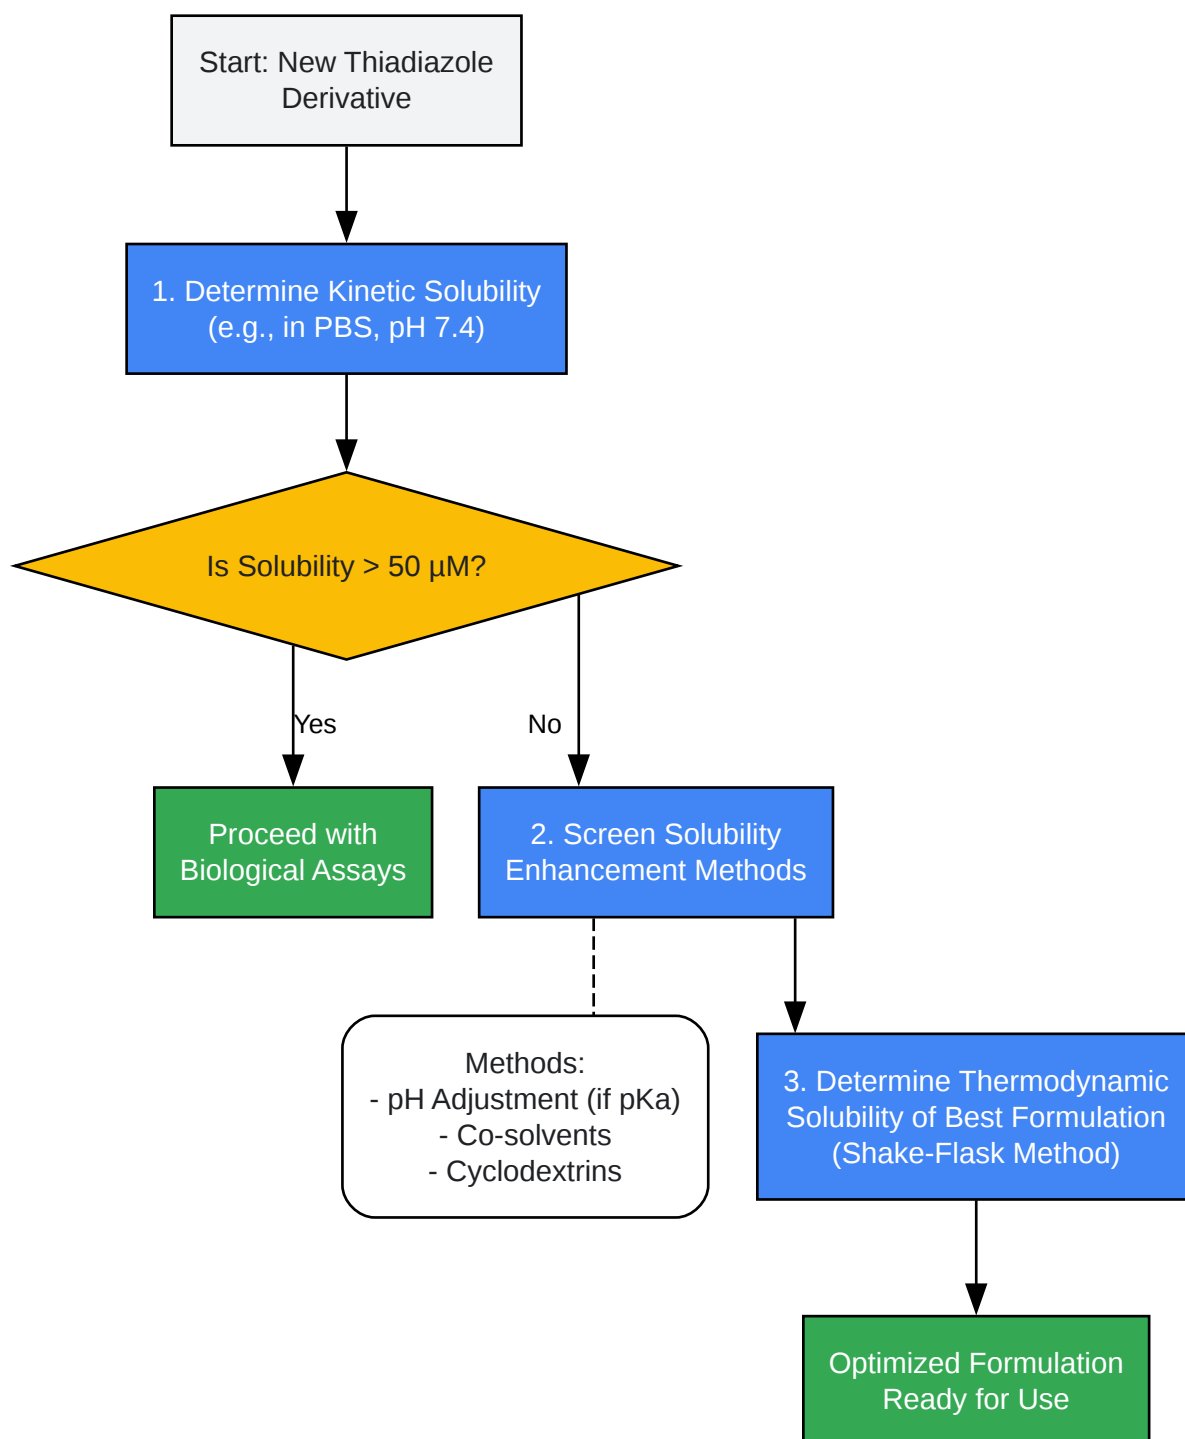 Start: New Thiadiazole
Derivative
1. Determine Kinetic Solubility
(e.g., in PBS, pH 7.4)
Is Solubility > 50 µM?
Yes
No
Proceed with
Biological Assays
2. Screen Solubility
Enhancement Methods
Methods:
- pH Adjustment (if pKa)
- Co-solvents
- Cyclodextrins
3. Determine Thermodynamic
Solubility of Best Formulation
(Shake-Flask Method)
Optimized Formulation
Ready for Use